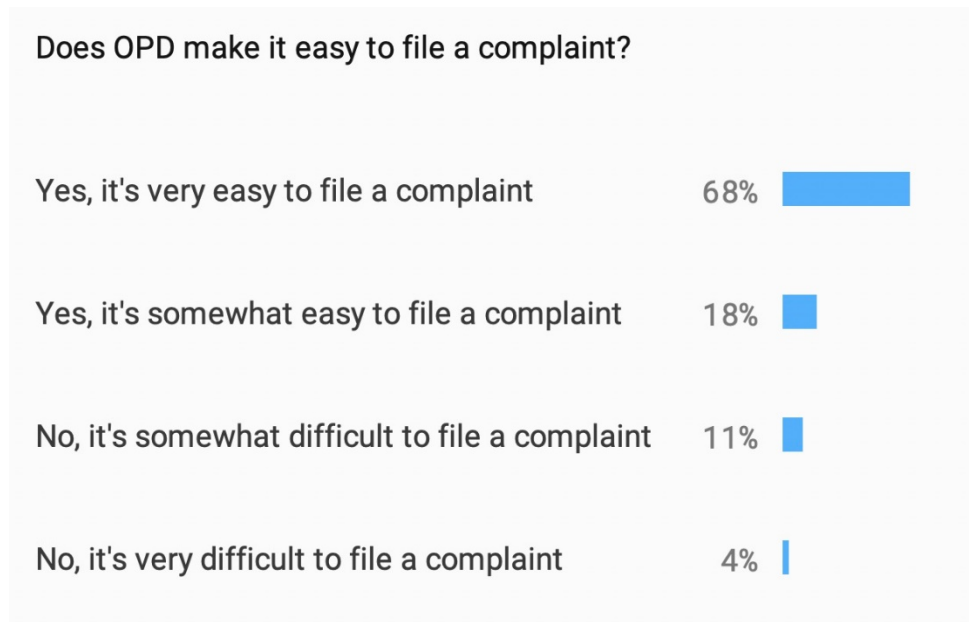 Does OPD make it easy to file a complaint?
Yes, it's very easy to file a complaint 68%
Yes, it's somewhat easy to file a complaint 18%
No, it's somewhat difficult to file a complaint 11%
No, it's very difficult to file a complaint 4%